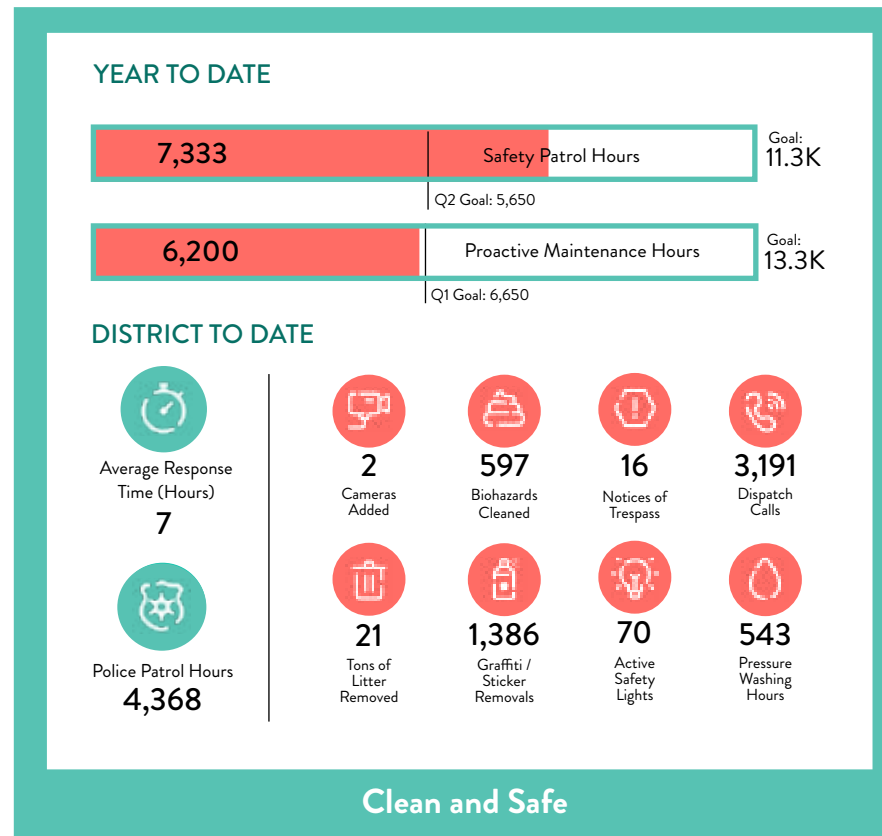 YEAR TO DATE
7,333
Safety Patrol Hours
Goal:
11.3K
Q2 Goal: 5,650
6,200
Proactive Maintenance Hours
Goal:
13.3K
Q1 Goal: 6,650
DISTRICT TO DATE
Average Response
Time (Hours)
7
Police Patrol Hours
4,368
2
Cameras
Added
597
Biohazards
Cleaned
16
Notices of
Trespass
3,191
Dispatch
Calls
21
Tons of
Litter
Removed
1,386
Graffiti /
Sticker
Removals
70
Active
Safety
Lights
543
Pressure
Washing
Hours
Clean and Safe